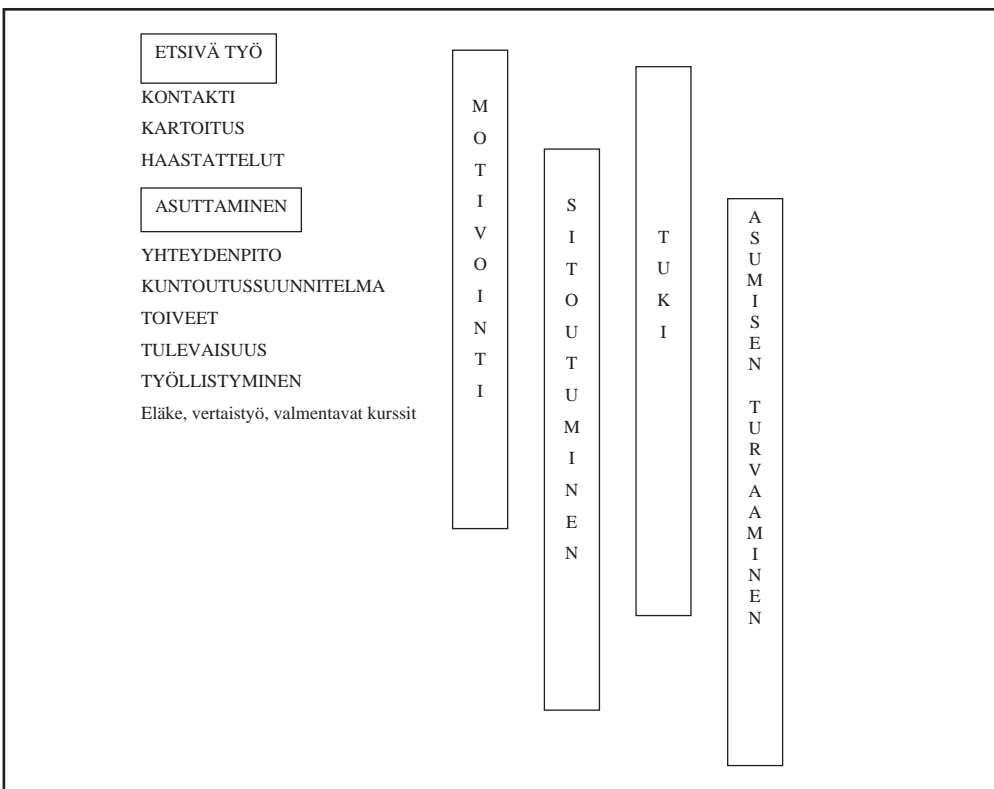 ETSIVÄ TYÖ
KONTAKTI
KARTOITUS
HAASTATTELUT
ASUTTAMINEN
YHTEYDENPITO
KUNTOUTUSSUUNNITELMA
TOIVEET
TULEVAISUUS
TYÖLLISTYMINEN
Eläke, vertaistyö, valmentavat kurssit
MOTIVOINTI
SITOUTUMINEN
TUKI
ASUMISEN TURVAAMINEN